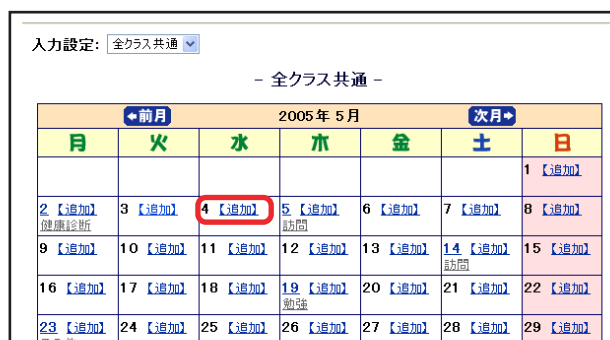 入力設定: 全クラス共通
－ 全クラス共通 －
前月 2005年 5月 次月
月 火 水 木 金 土 日
1 【追加】
2 【追加】 3 【追加】 4 【追加】 5 【追加】 6 【追加】 7 【追加】 8 【追加】
健康診断 訪問
9 【追加】 10 【追加】 11 【追加】 12 【追加】 13 【追加】 14 【追加】 15 【追加】
訪問
16 【追加】 17 【追加】 18 【追加】 19 【追加】 20 【追加】 21 【追加】 22 【追加】
勉強
23 【追加】 24 【追加】 25 【追加】 26 【追加】 27 【追加】 28 【追加】 29 【追加】